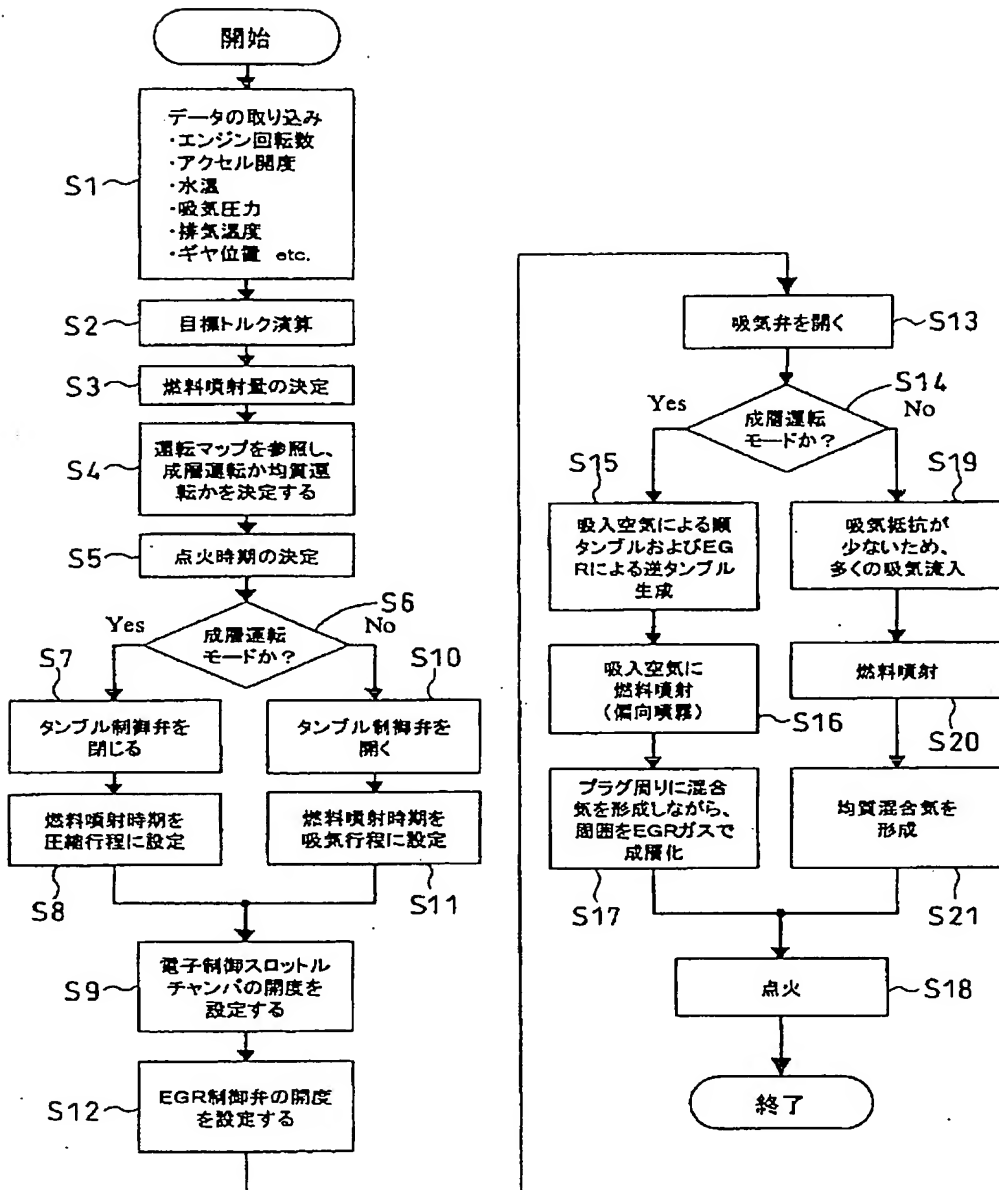 開始
データの取り込み
・エンジン回転数
・アクセル開度
・水温
・吸気圧力
・排気温度
・ギヤ位置 etc.
S1
S2
目標トルク演算
S3
燃料噴射量の決定
S4
運転マップを参照し、
成層運転か均質運
転かを決定する
S5
点火時期の決定
S6
Yes
成層運転
モードか?
No
S7
タンブル制御弁を
閉じる
S10
タンブル制御弁を
開く
燃料噴射時期を
圧縮行程に設定
S8
燃料噴射時期を
吸気行程に設定
S11
S9
電子制御スロットル
チャンバの開度を
設定する
S12
EGR制御弁の開度
を設定する
吸気弁を開く
S13
S14
Yes
成層運転
モードか?
No
S15
吸入空気による順
タンブルおよびEG
Rによる逆タンブル
生成
S19
吸気抵抗が
少ないため、
多くの吸気流入
吸入空気に
燃料噴射
(偏向噴霧)
S16
燃料噴射
S20
プラグ周りに混合
気を形成しながら、
周囲をEGRガスで
成層化
S17
均質混合気を
形成
S21
点火
S18
終了